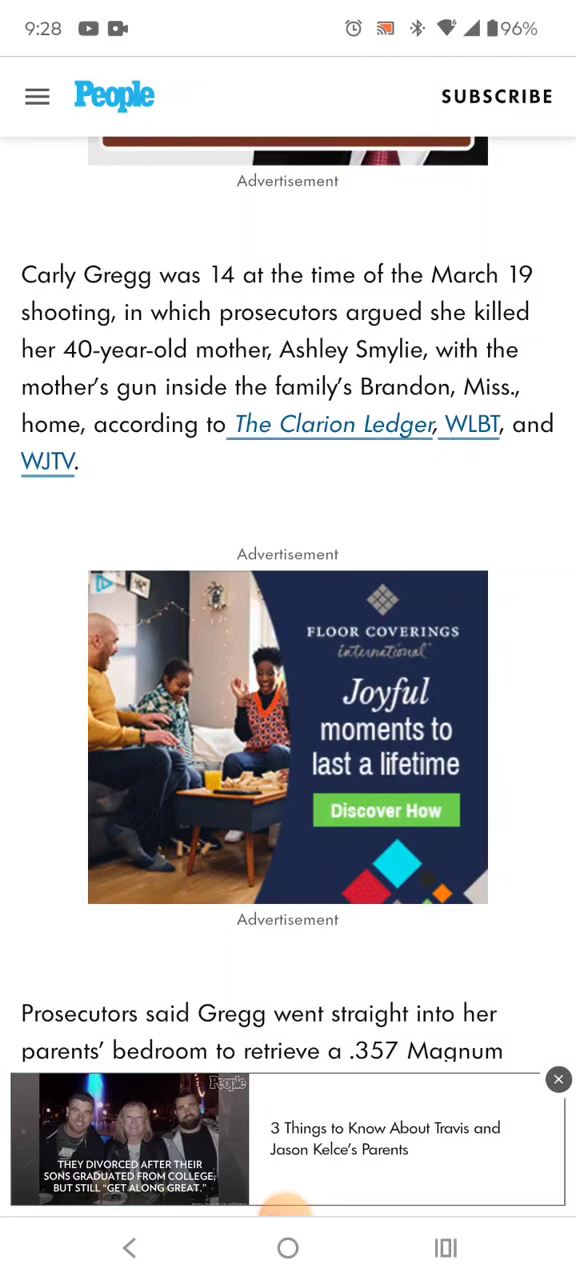 9:28
96%
People
SUBSCRIBE
Advertisement
Carly Gregg was 14 at the time of the March 19
shooting, in which prosecutors argued she killed
her 40-year-old mother, Ashley Smylie, with the
mother's gun inside the family's Brandon, Miss.,
home, according to The Clarion Ledger, WLBT, and
WJTV.
Advertisement
FLOOR COVERINGS
international
Joyful
moments to
last a lifetime
Discover How
Advertisement
Prosecutors said Gregg went straight into her
parents' bedroom to retrieve a .357 Magnum
People
THEY DIVORCED AFTER THEIR
SONS GRADUATED FROM COLLEGE,
BUT STILL "GET ALONG GREAT."
3 Things to Know About Travis and
Jason Kelce's Parents